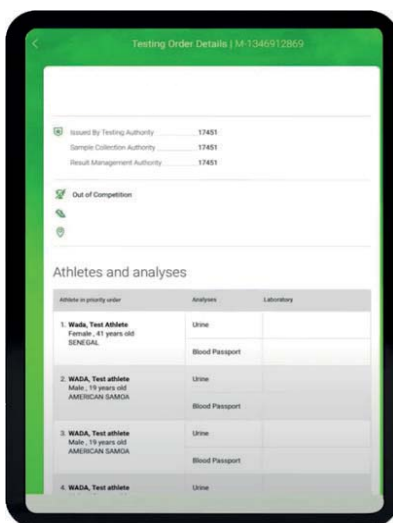 Testing Order Details | M-1346912869
Issued By Testing Authority 17451
Sample Collection Authority 17451
Result Management Authority 17451
Out of Competition
Athletes and analyses
Athlete in priority order Analyses Laboratory
1. Wada, Test Athlete Urine
Female , 41 years old
SENEGAL
Blood Passport
2. WADA, Test athlete Urine
Male , 19 years old
AMERICAN SAMOA
Blood Passport
3. WADA, Test athlete Urine
Male , 19 years old
AMERICAN SAMOA
Blood Passport
4. WADA, Test athlete Urine